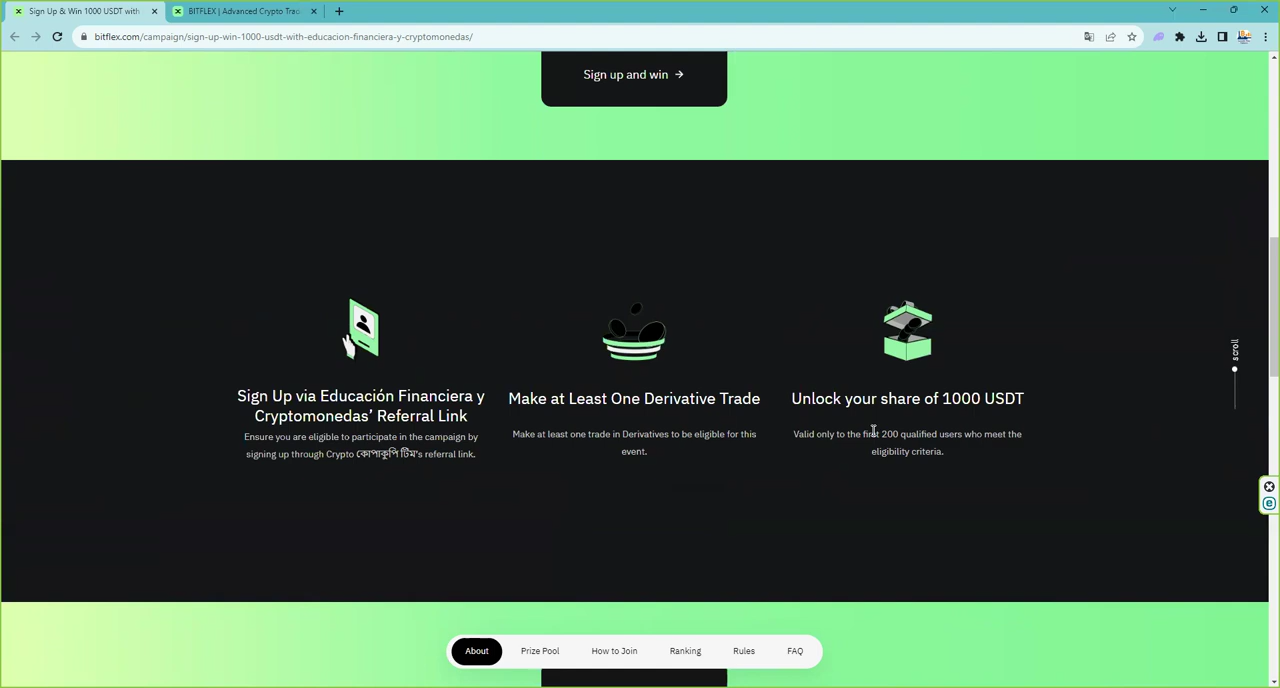 Sign Up & Win 1000 USDT with
BITFLEX | Advanced Crypto Trac
bitflex.com/campaign/sign-up-win-1000-usdt-with-educacion-financiera-y-cryptomonedas/
Sign up and win →
Sign Up via Educación Financiera y
Cryptomonedas’ Referral Link
Ensure you are eligible to participate in the campaign by
signing up through Crypto কোপাকুপি টিম's referral link.
Make at Least One Derivative Trade
Make at least one trade in Derivatives to be eligible for this
event.
Unlock your share of 1000 USDT
Valid only to the first 200 qualified users who meet the
eligibility criteria.
scroll
About
Prize Pool
How to Join
Ranking
Rules
FAQ